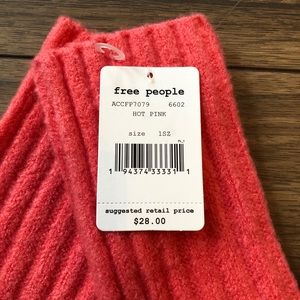 free people
ACCFP7079 6602
HOT PINK
size 1SZ
1 94374 33331 1
suggested retail price
$28.00